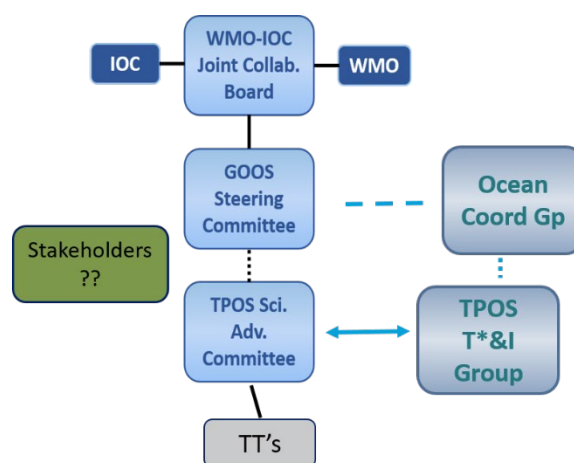 WMO-IOC
Joint Collab.
Board
IOC
WMO
GOOS
Steering
Committee
Ocean
Coord Gp
Stakeholders
??
TPOS Sci.
Adv.
Committee
TPOS
T*&I
Group
TT's